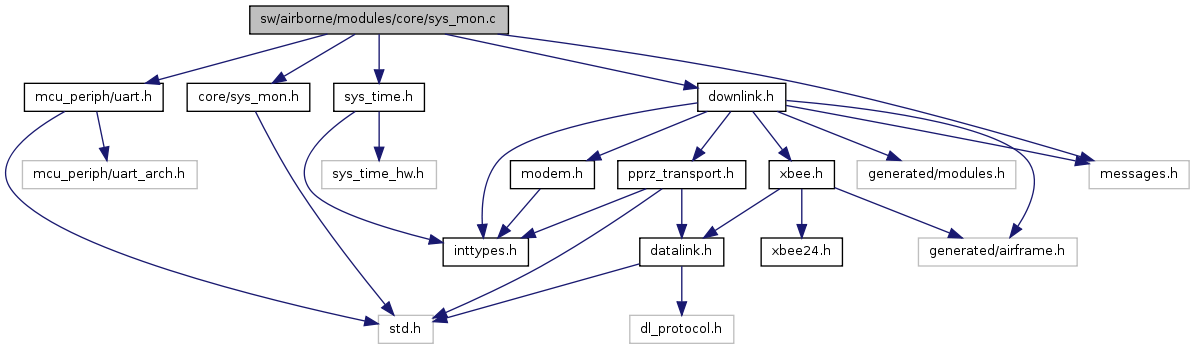 sw/airborne/modules/core/sys_mon.c
mcu_periph/uart.h
core/sys_mon.h
sys_time.h
downlink.h
mcu_periph/uart_arch.h
sys_time_hw.h
modem.h
pprz_transport.h
xbee.h
generated/modules.h
messages.h
inttypes.h
datalink.h
xbee24.h
generated/airframe.h
std.h
dl_protocol.h